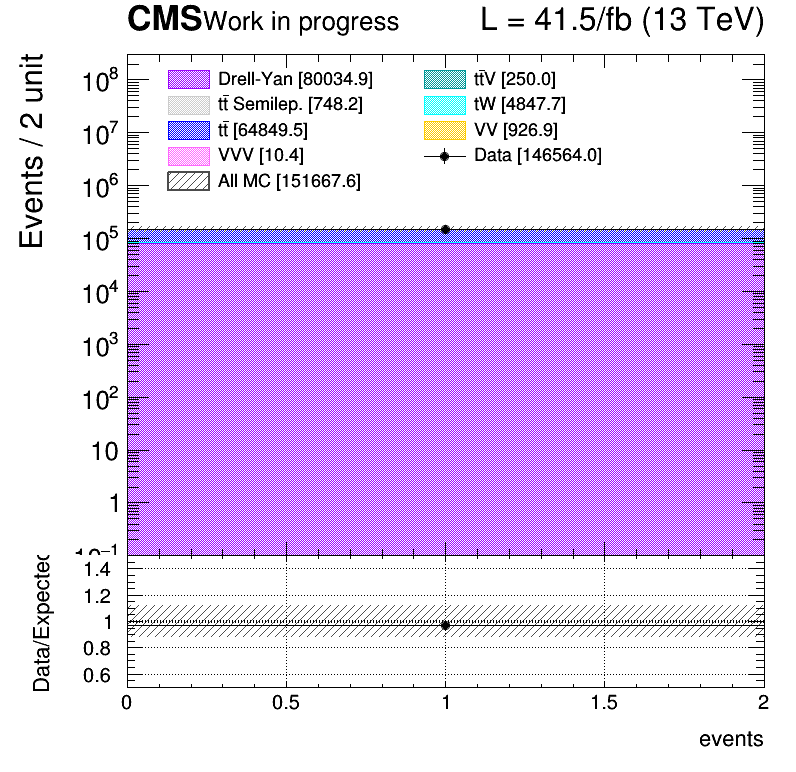 CMS Work in progress L = 41.5/fb (13 TeV)
Events / 2 unit
Drell-Yan [80034.9] tt̄V [250.0]
tt̄ Semilep. [748.2] tW [4847.7]
tt̄ [64849.5] VV [926.9]
VVV [10.4] Data [146564.0]
All MC [151667.6]
10⁸
10⁷
10⁶
10⁵
10⁴
10³
10²
10
1
10⁻¹
Data/Expected
1.4
1.2
1
0.8
0.6
0 0.5 1 1.5 2
events